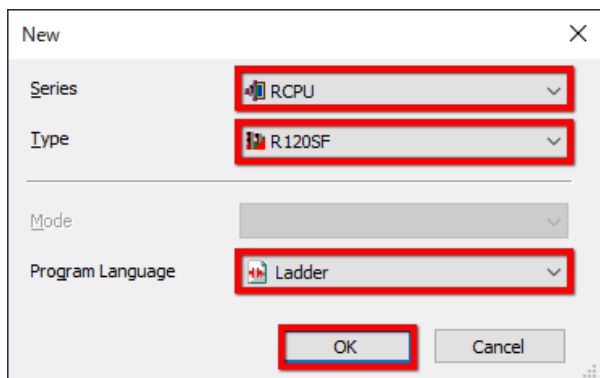 New
Series
RCPU
Type
R120SF
Mode
Program Language
Ladder
OK
Cancel